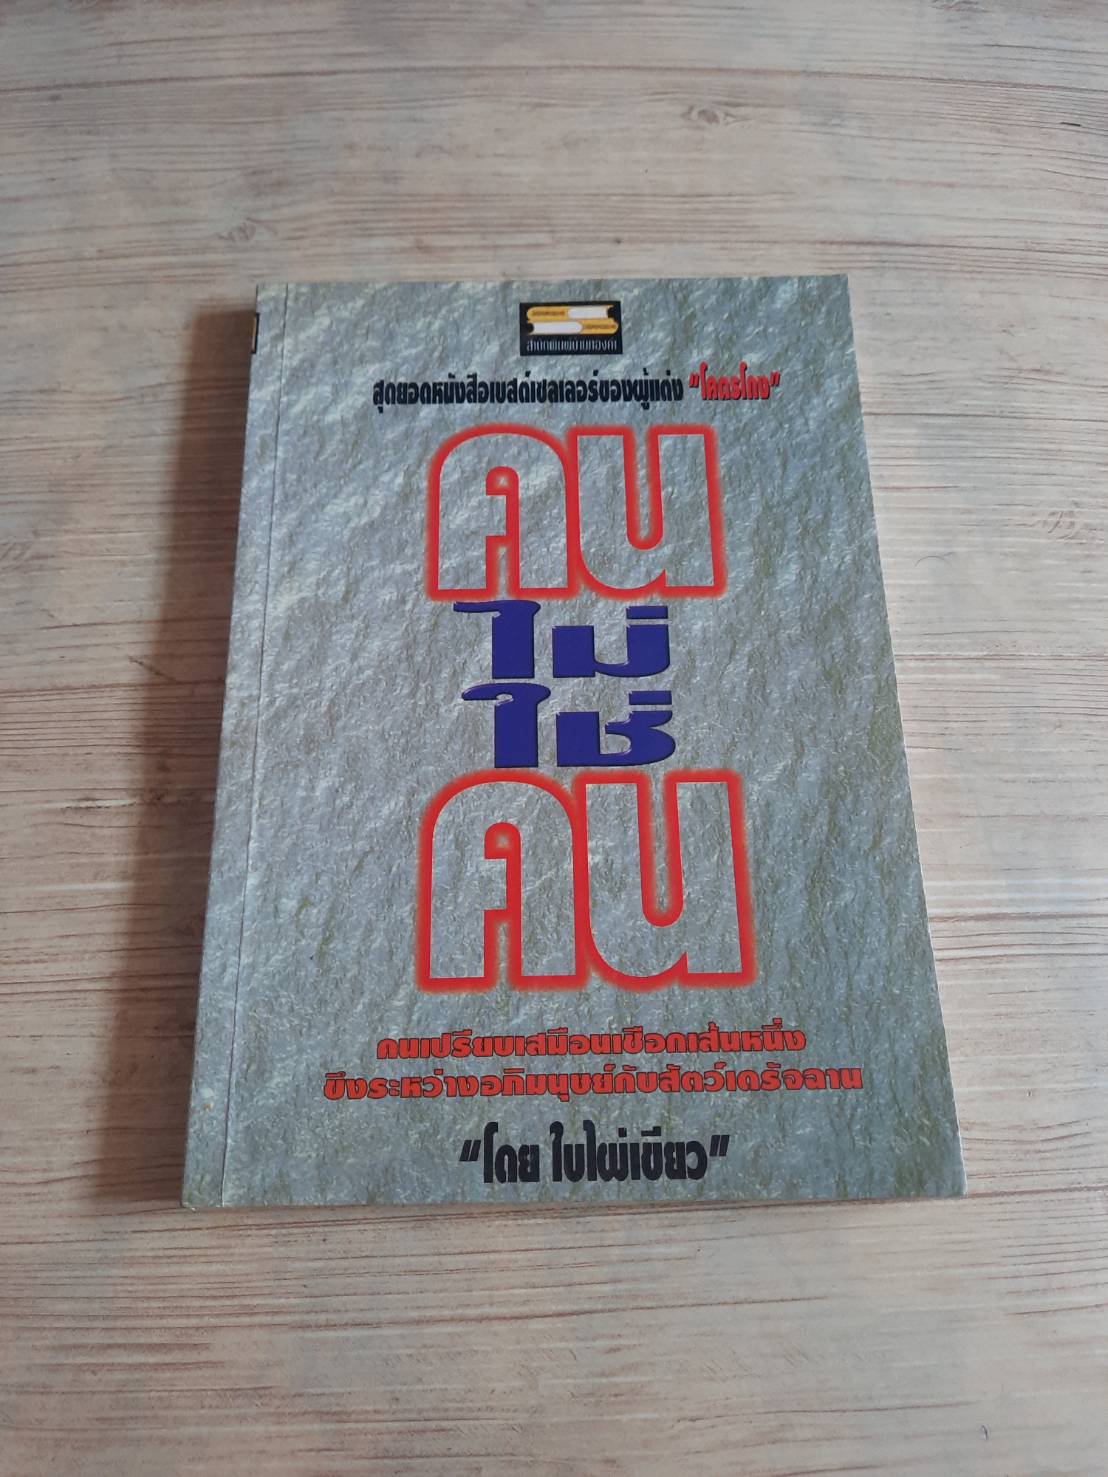 สุดยอดหนังสือเบสต์เซลเลอร์ของผู้แต่ง "โคตรโกง"
คน
ไม่
ใช่
คน
คนเปรียบเสมือนเชือกเส้นหนึ่ง
ขึงระหว่างอภิมนุษย์กับสัตว์เดรัจฉาน
"โดย ใบไผ่เขียว"